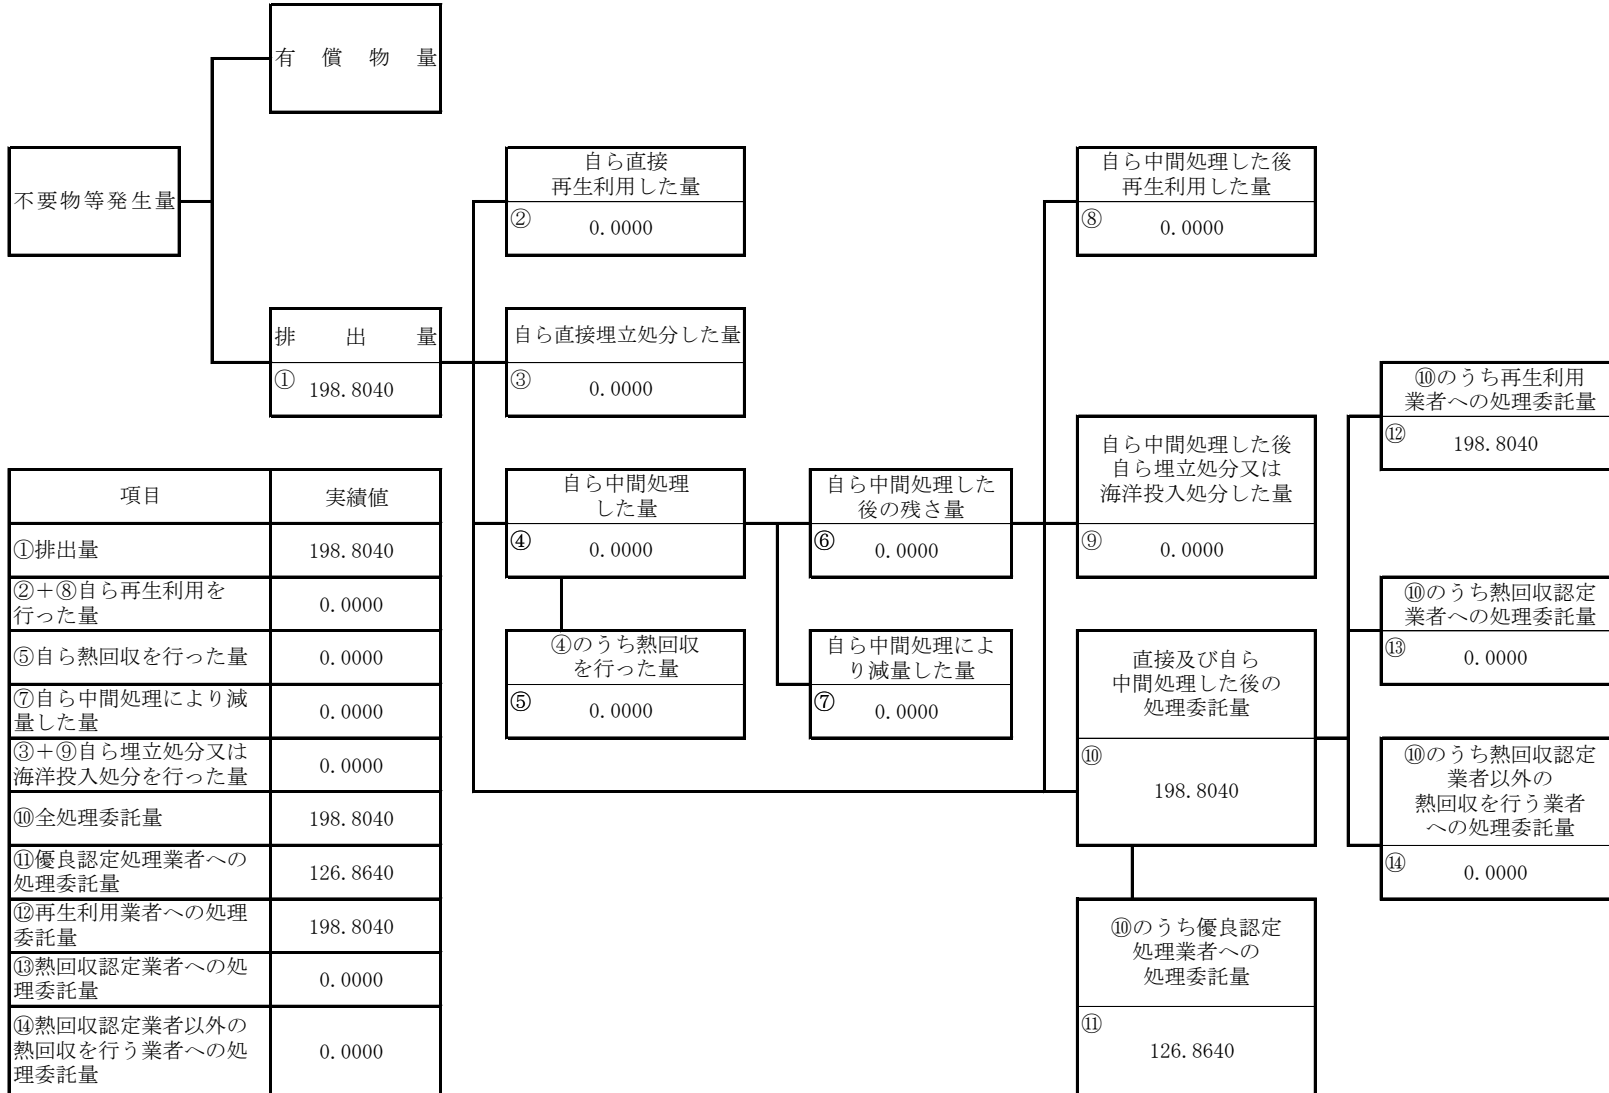 有償物量
不要物等発生量
排出量
①
198.8040
自ら直接
再生利用した量
②
0.0000
自ら直接埋立処分した量
③
0.0000
自ら中間処理
した量
④
0.0000
④のうち熱回収
を行った量
⑤
0.0000
自ら中間処理した
後の残さ量
⑥
0.0000
自ら中間処理によ
り減量した量
⑦
0.0000
自ら中間処理した後
再生利用した量
⑧
0.0000
自ら中間処理した後
自ら埋立処分又は
海洋投入処分した量
⑨
0.0000
直接及び自ら
中間処理した後の
処理委託量
⑩
198.8040
⑩のうち優良認定
処理業者への
処理委託量
⑪
126.8640
⑩のうち再生利用
業者への処理委託量
⑫
198.8040
⑩のうち熱回収認定
業者への処理委託量
⑬
0.0000
⑩のうち熱回収認定
業者以外の
熱回収を行う業者
への処理委託量
⑭
0.0000
項目 実績値
①排出量 198.8040
②+⑧自ら再生利用を
行った量 0.0000
⑤自ら熱回収を行った量 0.0000
⑦自ら中間処理により減
量した量 0.0000
③+⑨自ら埋立処分又は
海洋投入処分を行った量 0.0000
⑩全処理委託量 198.8040
⑪優良認定処理業者への
処理委託量 126.8640
⑫再生利用業者への処理
委託量 198.8040
⑬熱回収認定業者への処
理委託量 0.0000
⑭熱回収認定業者以外の
熱回収を行う業者への処
理委託量 0.0000